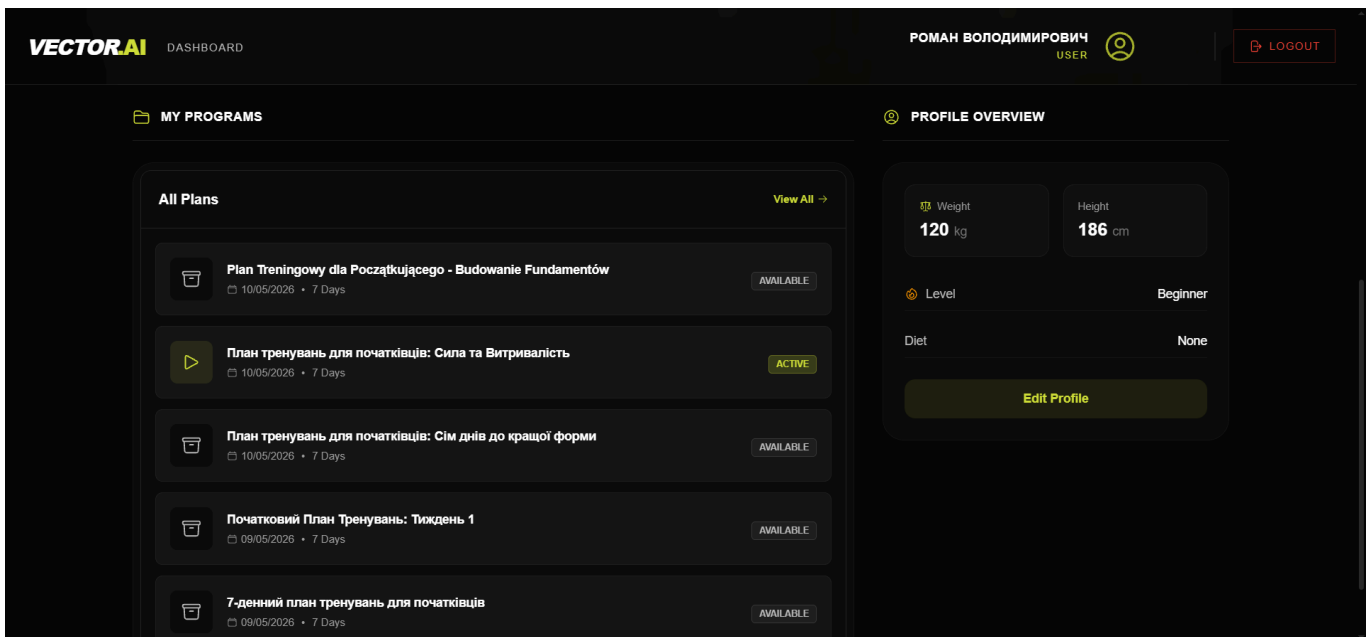 VECTOR.AI DASHBOARD
РОМАН ВОЛОДИМИРОВИЧ
USER
LOGOUT
MY PROGRAMS
All Plans
View All →
Plan Treningowy dla Początkującego - Budowanie Fundamentów
10/05/2026 • 7 Days
AVAILABLE
План тренувань для початківців: Сила та Витривалість
10/05/2026 • 7 Days
ACTIVE
План тренувань для початківців: Сім днів до кращої форми
10/05/2026 • 7 Days
AVAILABLE
Початковий План Тренувань: Тиждень 1
09/05/2026 • 7 Days
AVAILABLE
7-денний план тренувань для початківців
09/05/2026 • 7 Days
AVAILABLE
PROFILE OVERVIEW
Weight
120 kg
Height
186 cm
Level Beginner
Diet None
Edit Profile